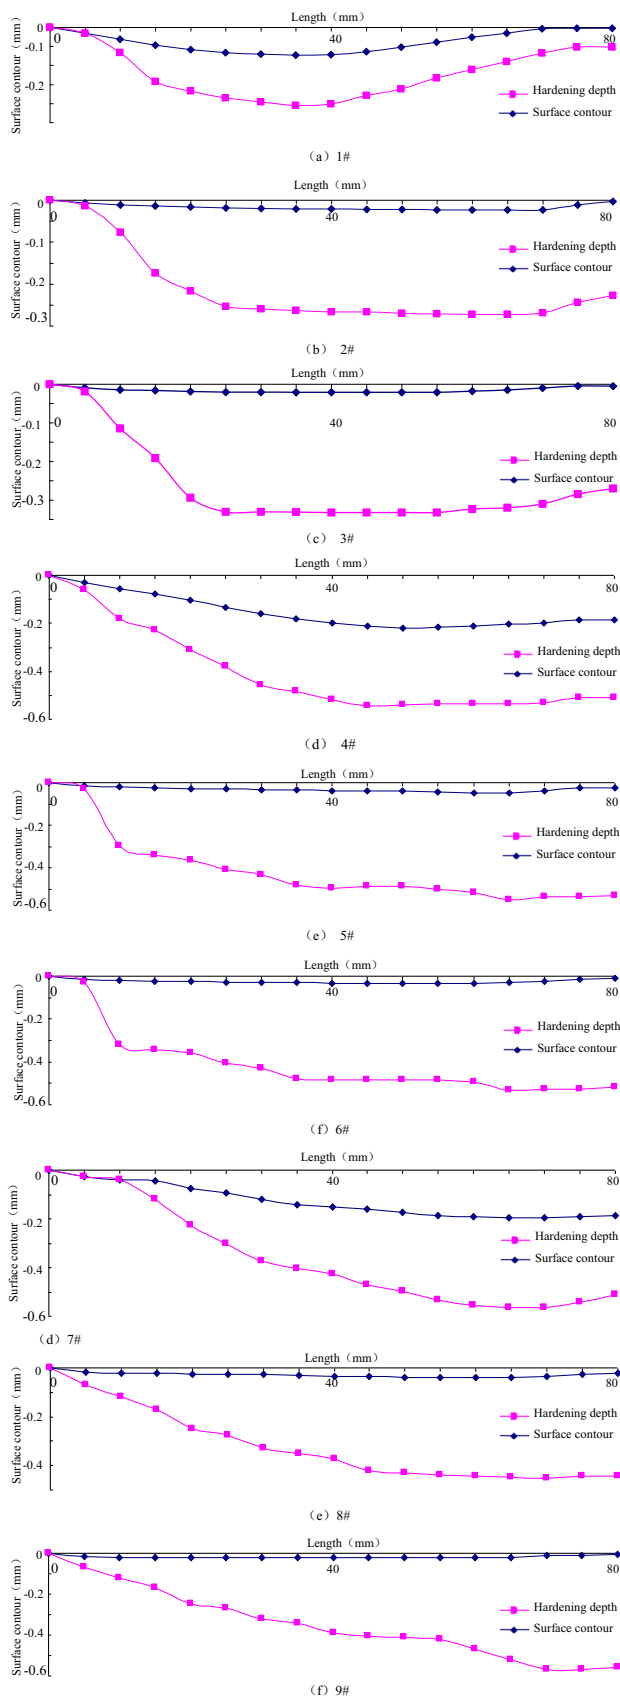 Length（mm）
0
0
40
80
-0.1
-0.2
Surface contour（mm）
Hardening depth
Surface contour
（a）1#
Length（mm）
0
0
40
80
-0.1
-0.2
-0.3
Surface contour（mm）
Hardening depth
Surface contour
（b） 2#
Length（mm）
0
-0.1
0
40
80
-0.2
-0.3
Surface contour（mm）
Hardening depth
Surface contour
（c） 3#
Length（mm）
0
0
40
80
-0.2
-0.4
-0.6
Surface contour（mm）
Hardening depth
Surface contour
（d） 4#
Length（mm）
0
0
40
80
-0.2
-0.4
-0.6
Surface contour（mm）
Hardening depth
Surface contour
（e） 5#
Length（mm）
0
0
40
80
-0.2
-0.4
-0.6
Surface contour（mm）
Hardening depth
Surface contour
（f）6#
Length（mm）
0
0
40
80
-0.2
-0.4
-0.6
Surface contour（mm）
Hardening depth
Surface contour
（d）7#
Length（mm）
0
0
40
80
-0.2
-0.4
Surface contour（mm）
Hardening depth
Surface contour
（e）8#
Length（mm）
0
0
40
80
-0.2
-0.4
-0.6
Surface contour（mm）
Hardening depth
Surface contour
（f）9#